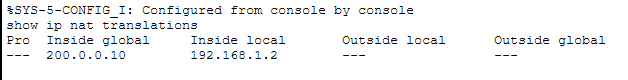 %SYS-5-CONFIG_I: Configured from console by console
show ip nat translations
Pro  Inside global     Inside local       Outside local      Outside global
---  200.0.0.10        192.168.1.2        ---                ---